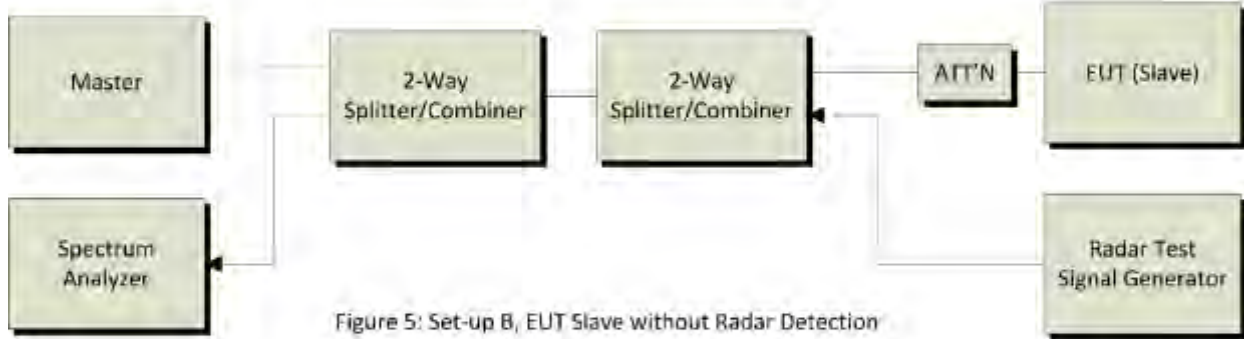 Master
2-Way
Splitter/Combiner
2-Way
Splitter/Combiner
ATT'N
EUT (Slave)
Spectrum
Analyzer
Radar Test
Signal Generator
Figure 5: Set-up B, EUT Slave without Radar Detection